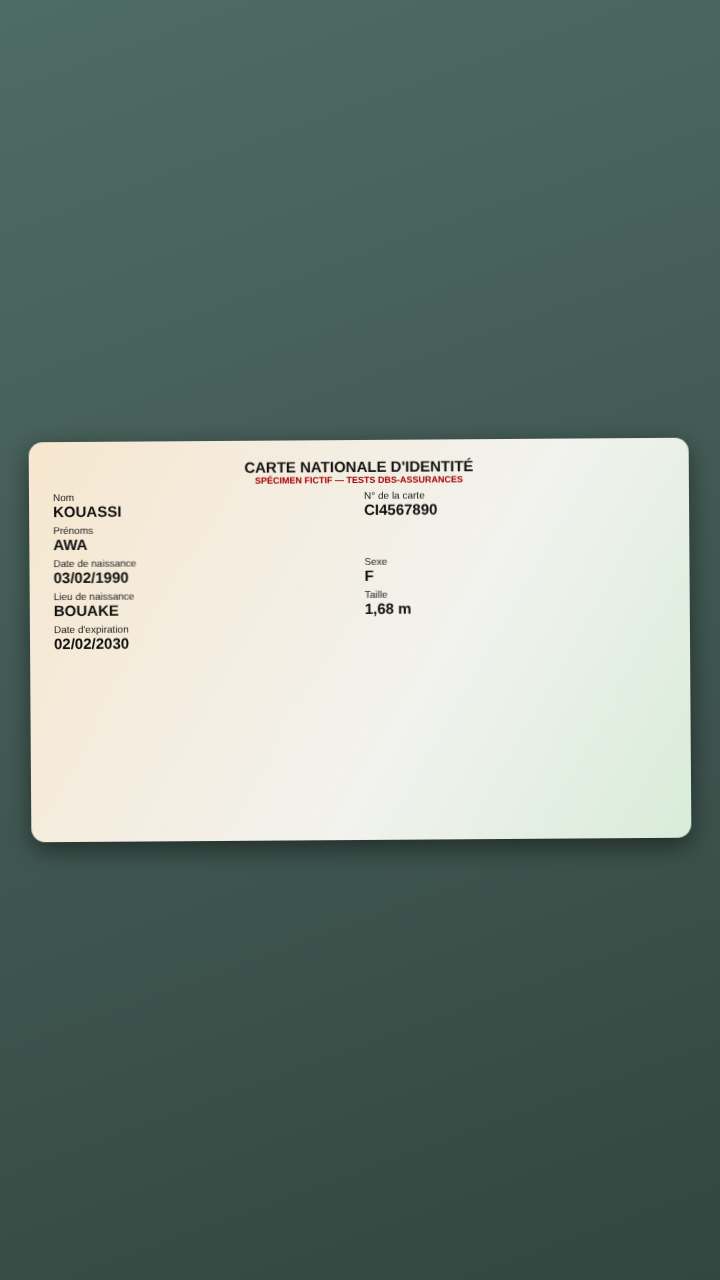 CARTE NATIONALE D'IDENTITÉ
SPÉCIMEN FICTIF — TESTS DBS-ASSURANCES
Nom
KOUASSI
N° de la carte
CI4567890
Prénoms
AWA
Date de naissance
03/02/1990
Sexe
F
Lieu de naissance
BOUAKE
Taille
1,68 m
Date d'expiration
02/02/2030